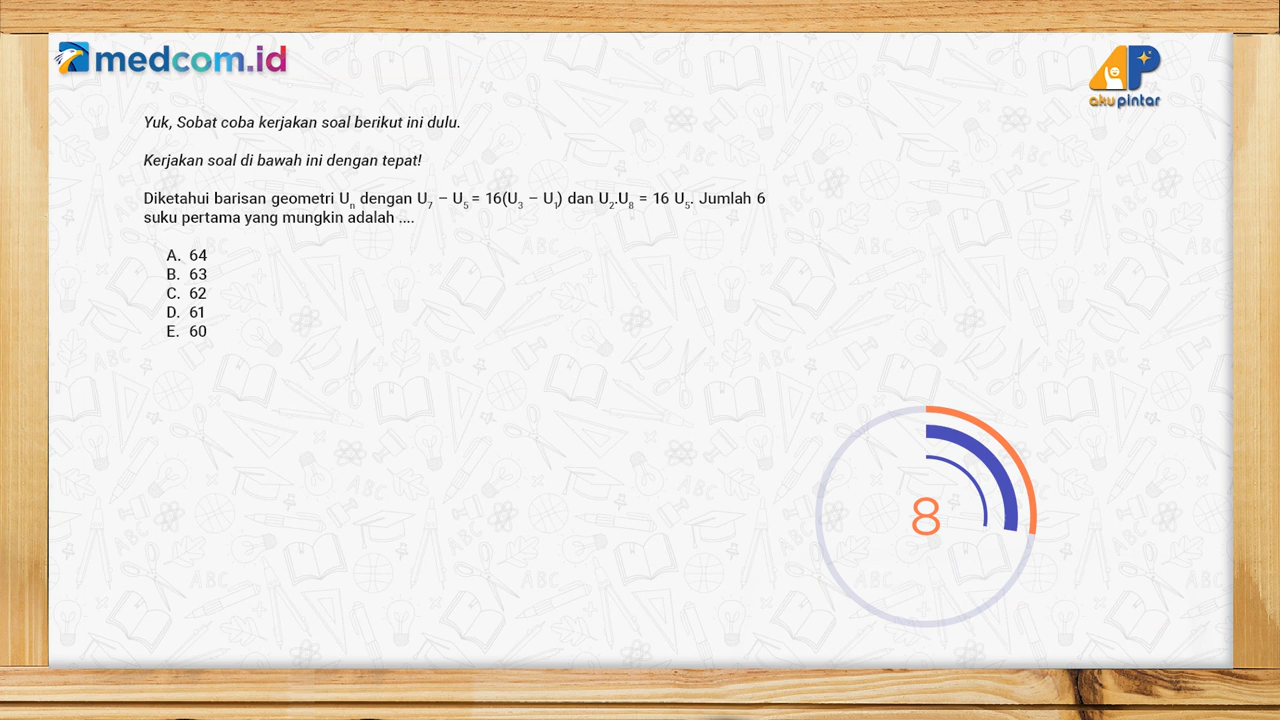 medcom.id
AP
aku pintar
Yuk, Sobat coba kerjakan soal berikut ini dulu.
Kerjakan soal di bawah ini dengan tepat!
Diketahui barisan geometri Uₙ dengan U₇ – U₅ = 16(U₃ – U₁) dan U₂.U₈ = 16 U₅. Jumlah 6
suku pertama yang mungkin adalah ....
A. 64
B. 63
C. 62
D. 61
E. 60
8